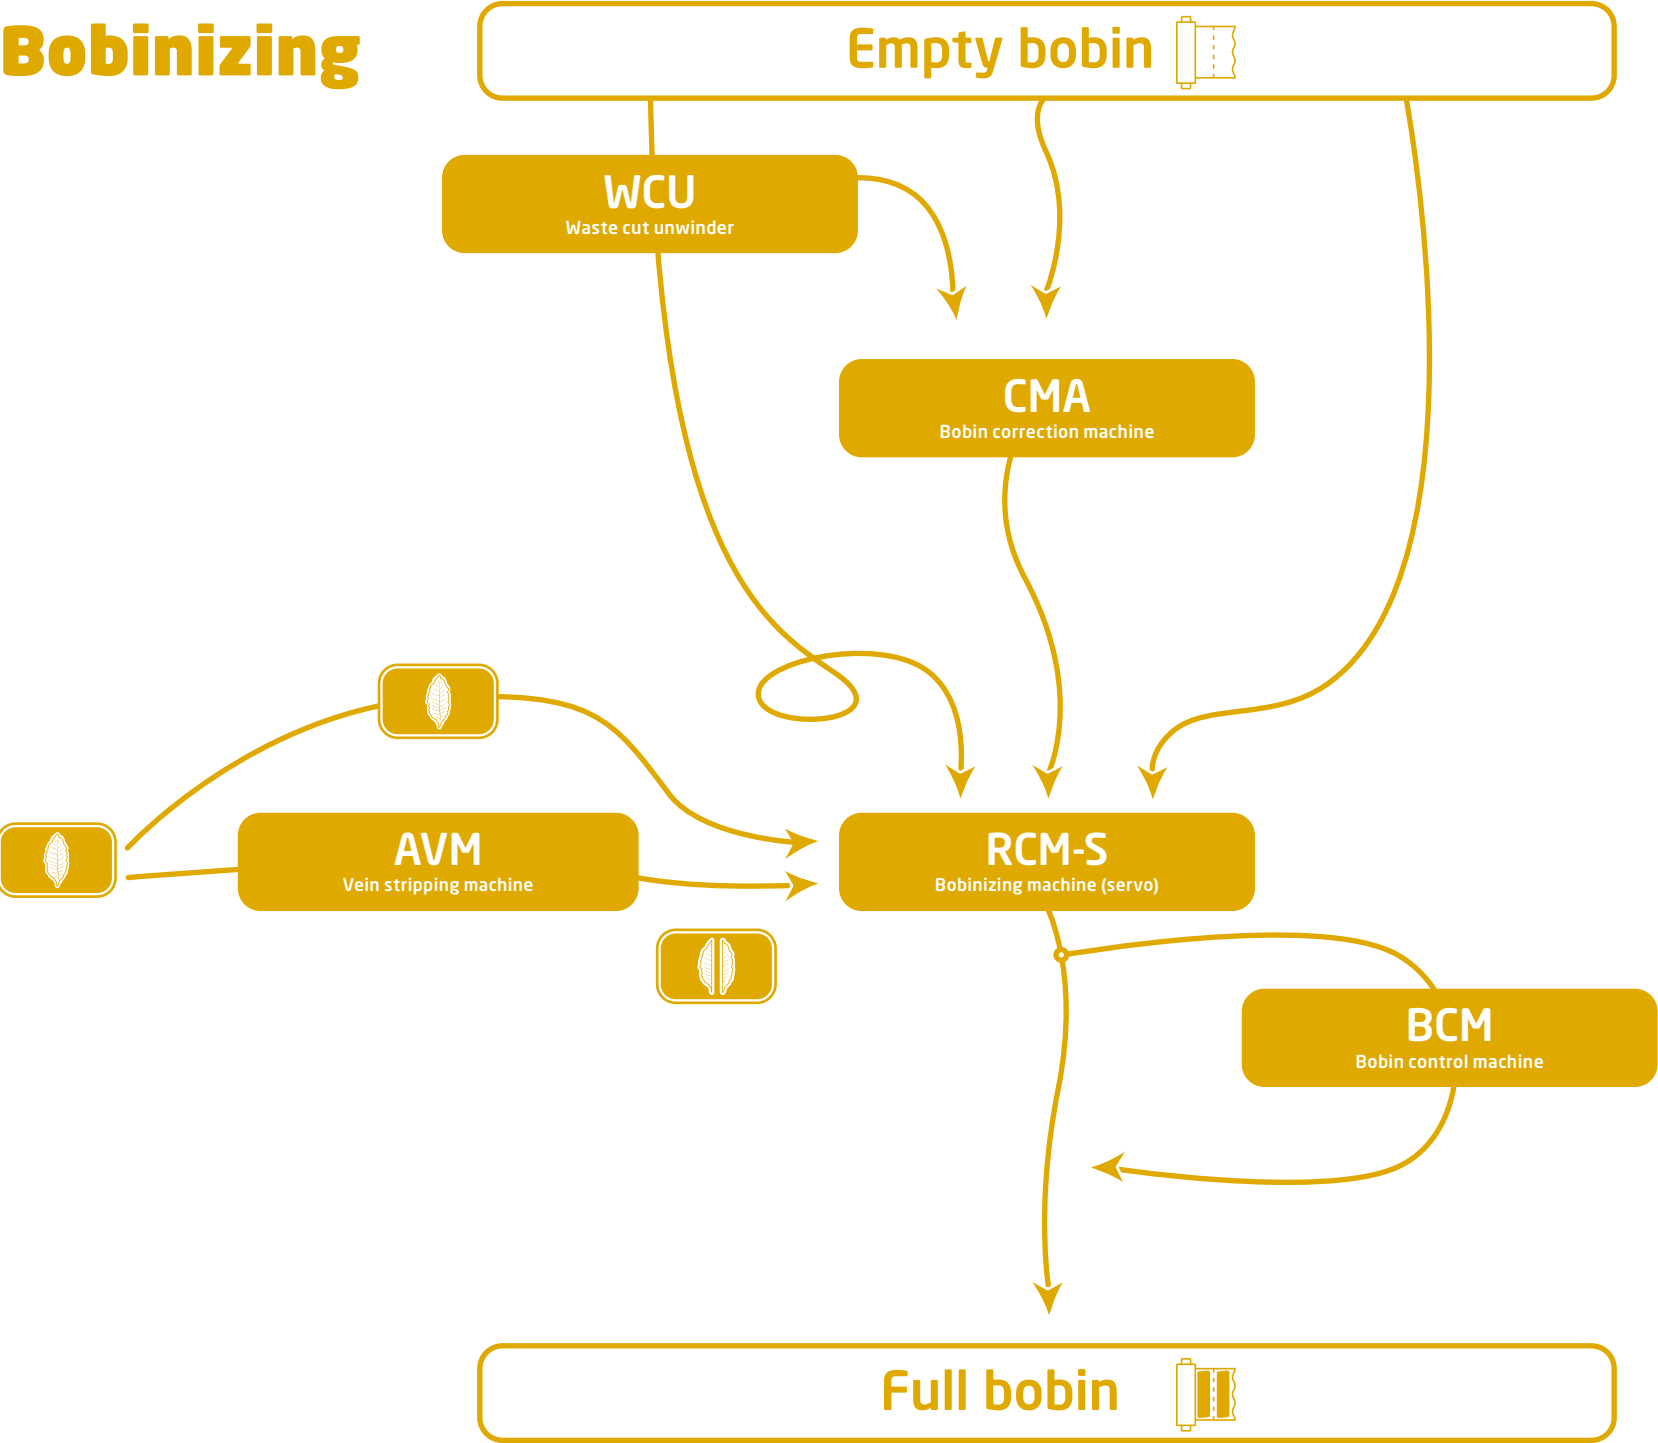 Bobinizing
Empty bobin
WCU
Waste cut unwinder
CMA
Bobin correction machine
AVM
Vein stripping machine
RCM-S
Bobinizing machine (servo)
BCM
Bobin control machine
Full bobin